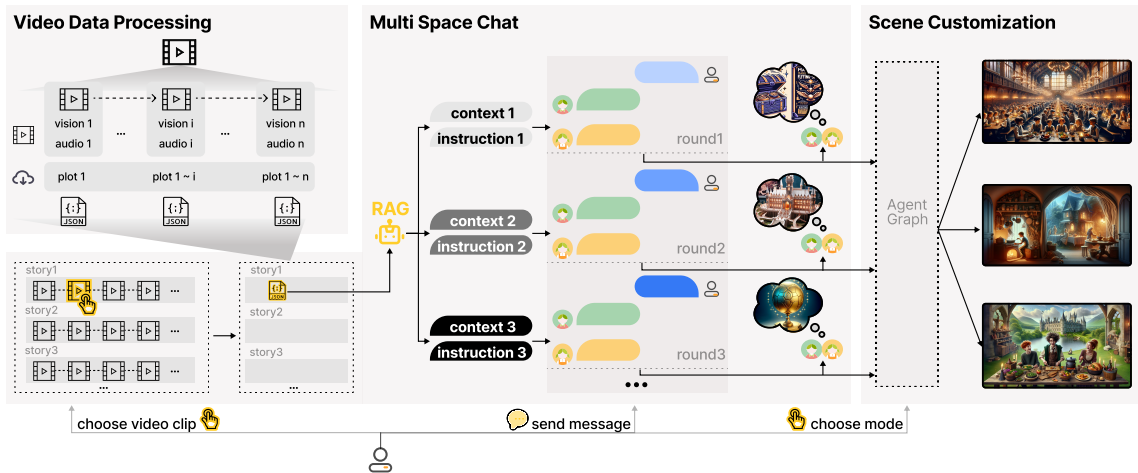 Video Data Processing
vision 1
audio 1
...
vision i
audio i
...
vision n
audio n
plot 1
plot 1 ~ i
plot 1 ~ n
{;}
JSON
{;}
JSON
{;}
JSON
story1
...
story2
...
story3
...
...
story1
{;}
JSON
story2
story3
...
Multi Space Chat
RAG
context 1
instruction 1
round1
context 2
instruction 2
round2
context 3
instruction 3
round3
...
Scene Customization
Agent
Graph
choose video clip
send message
choose mode